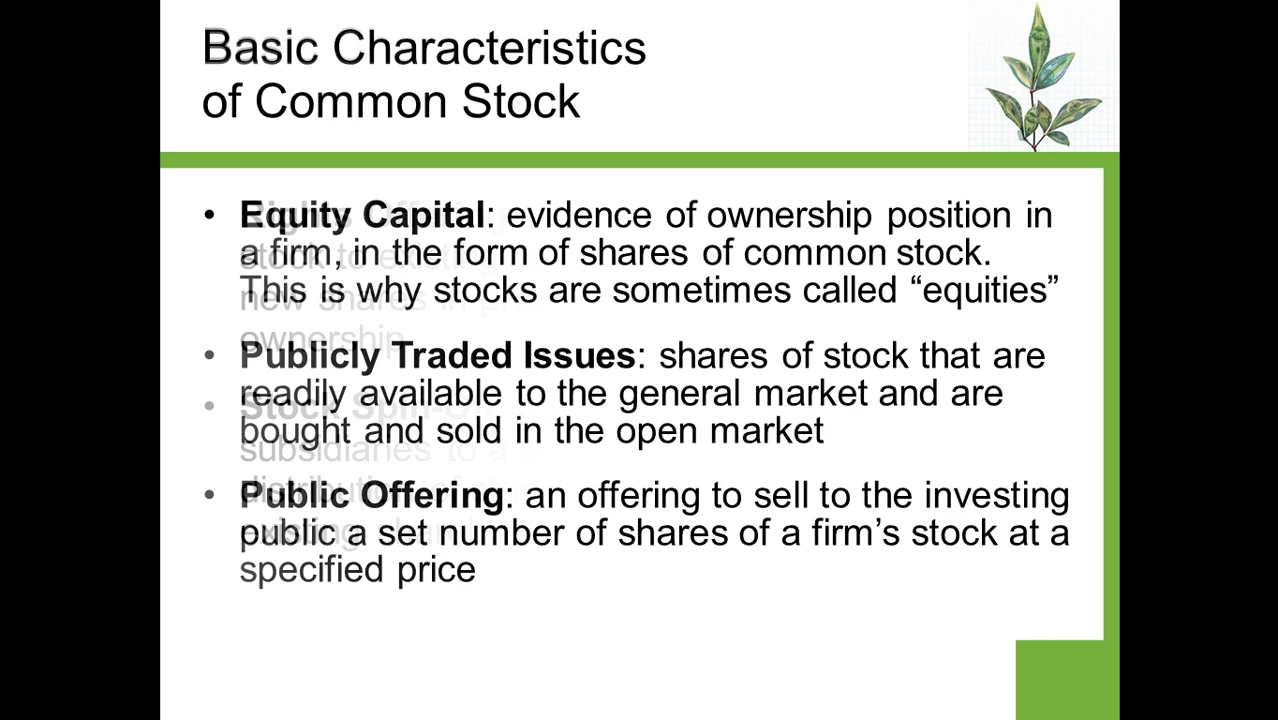 Basic Characteristics
of Common Stock
• Equity Capital: evidence of ownership position in
a firm, in the form of shares of common stock.
This is why stocks are sometimes called “equities”
• Publicly Traded Issues: shares of stock that are
readily available to the general market and are
bought and sold in the open market
• Public Offering: an offering to sell to the investing
public a set number of shares of a firm’s stock at a
specified price